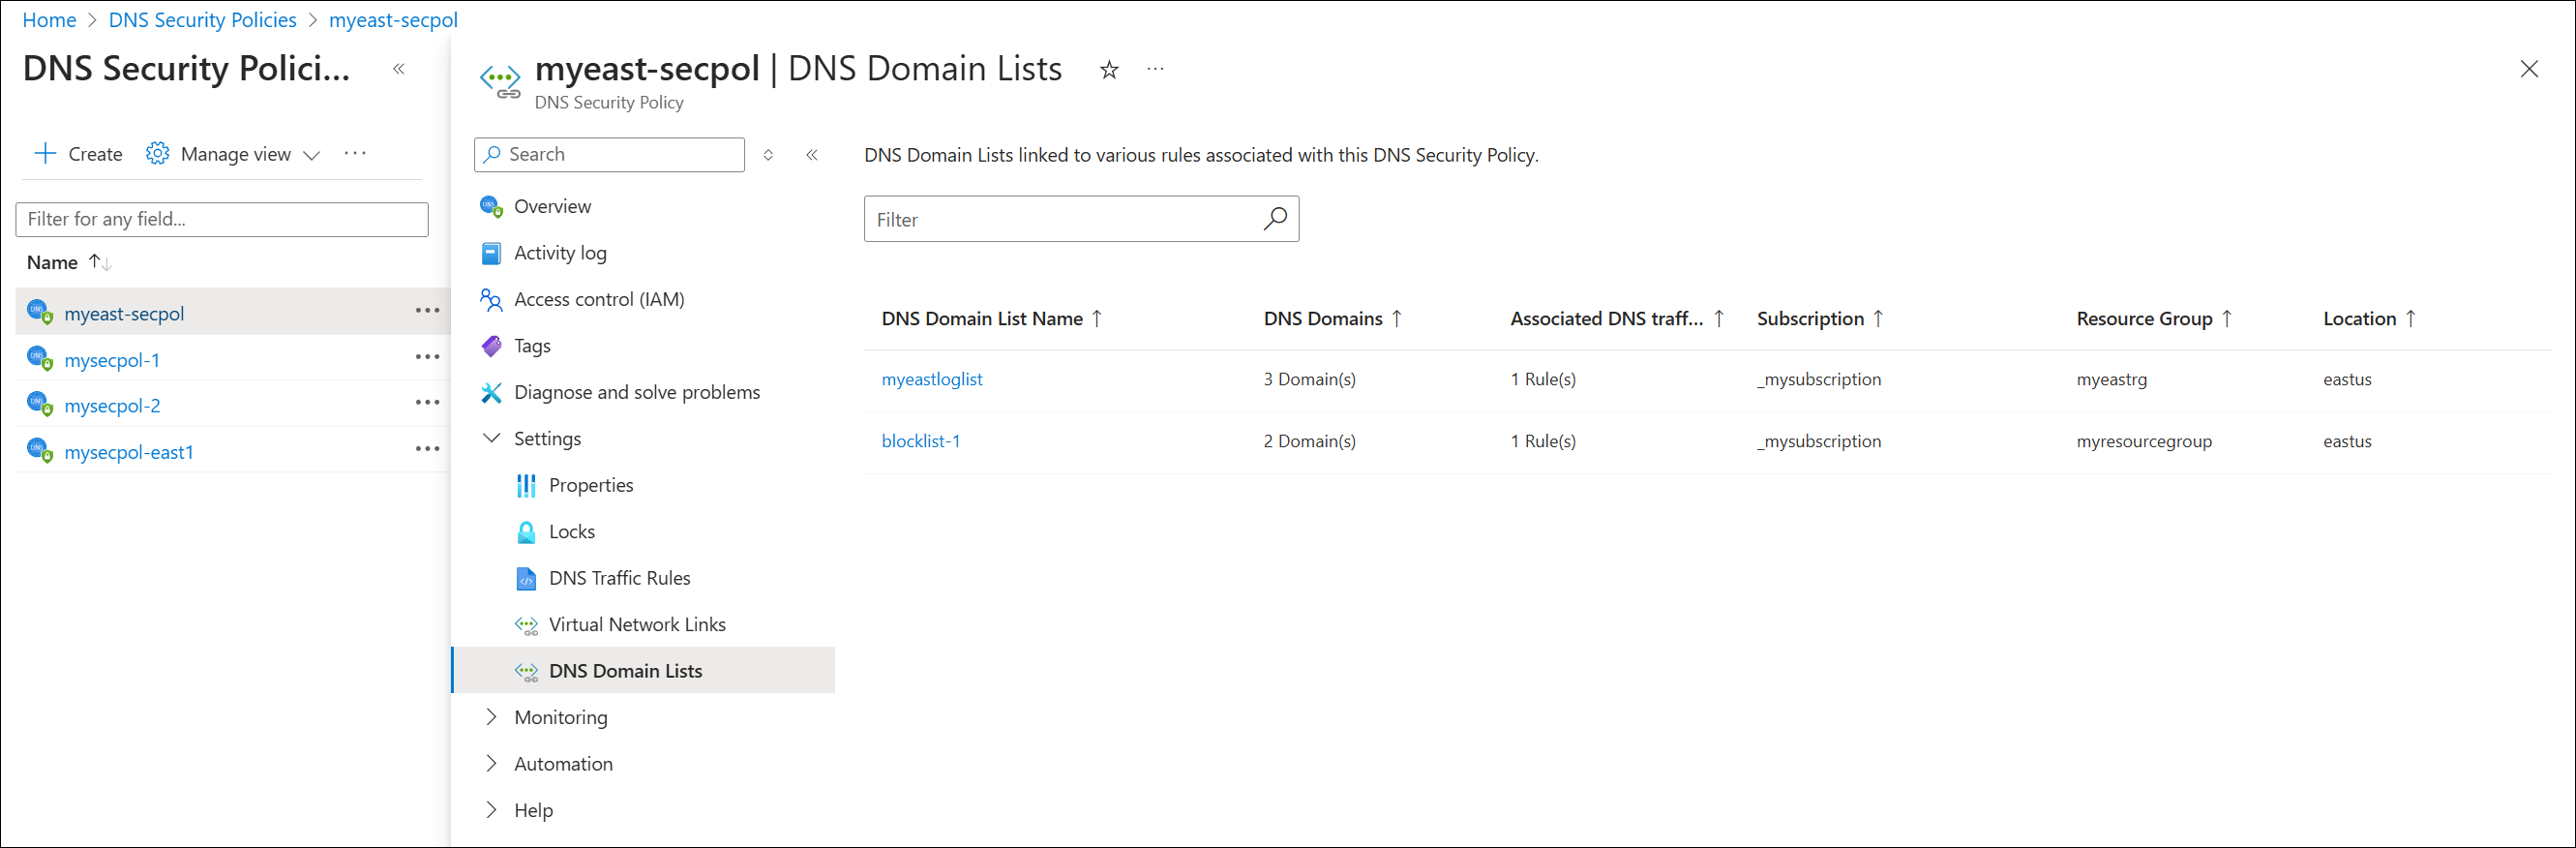 Home > DNS Security Policies > myeast-secpol
DNS Security Polici...
Create Manage view ...
Filter for any field...
Name
myeast-secpol
mysecpol-1
mysecpol-2
mysecpol-east1
myeast-secpol | DNS Domain Lists
DNS Security Policy
Search
Overview
Activity log
Access control (IAM)
Tags
Diagnose and solve problems
Settings
Properties
Locks
DNS Traffic Rules
Virtual Network Links
DNS Domain Lists
Monitoring
Automation
Help
DNS Domain Lists linked to various rules associated with this DNS Security Policy.
Filter
DNS Domain List Name DNS Domains Associated DNS traff... Subscription Resource Group Location
myeastloglist 3 Domain(s) 1 Rule(s) _mysubscription myeastrg eastus
blocklist-1 2 Domain(s) 1 Rule(s) _mysubscription myresourcegroup eastus